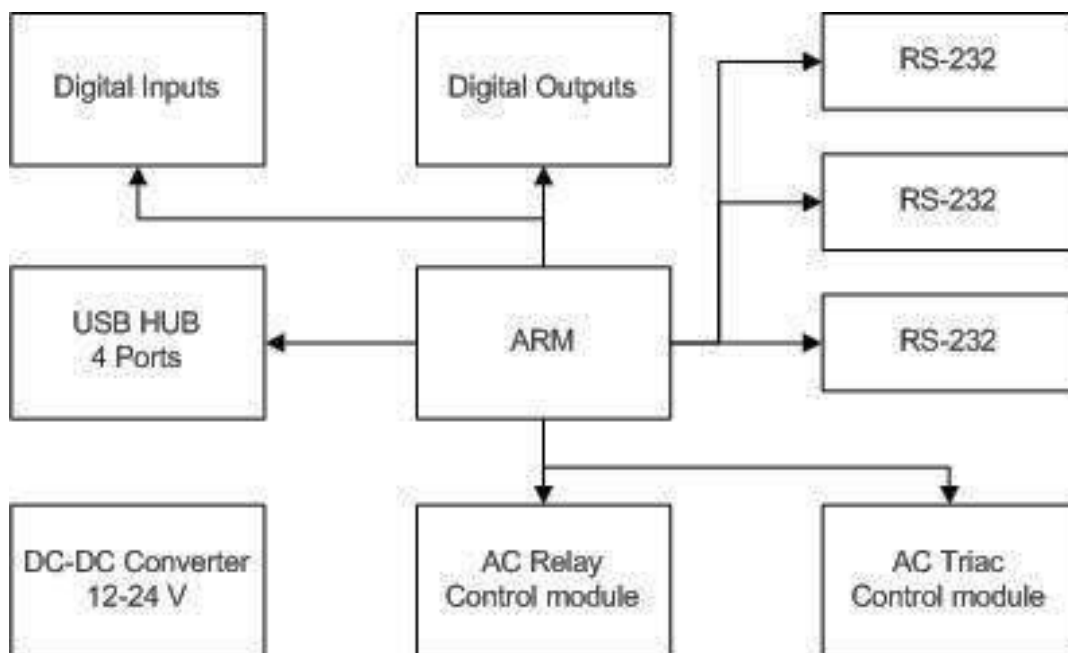 Digital Inputs
Digital Outputs
RS-232
RS-232
USB HUB
4 Ports
ARM
RS-232
DC-DC Converter
12-24 V
AC Relay
Control module
AC Triac
Control module